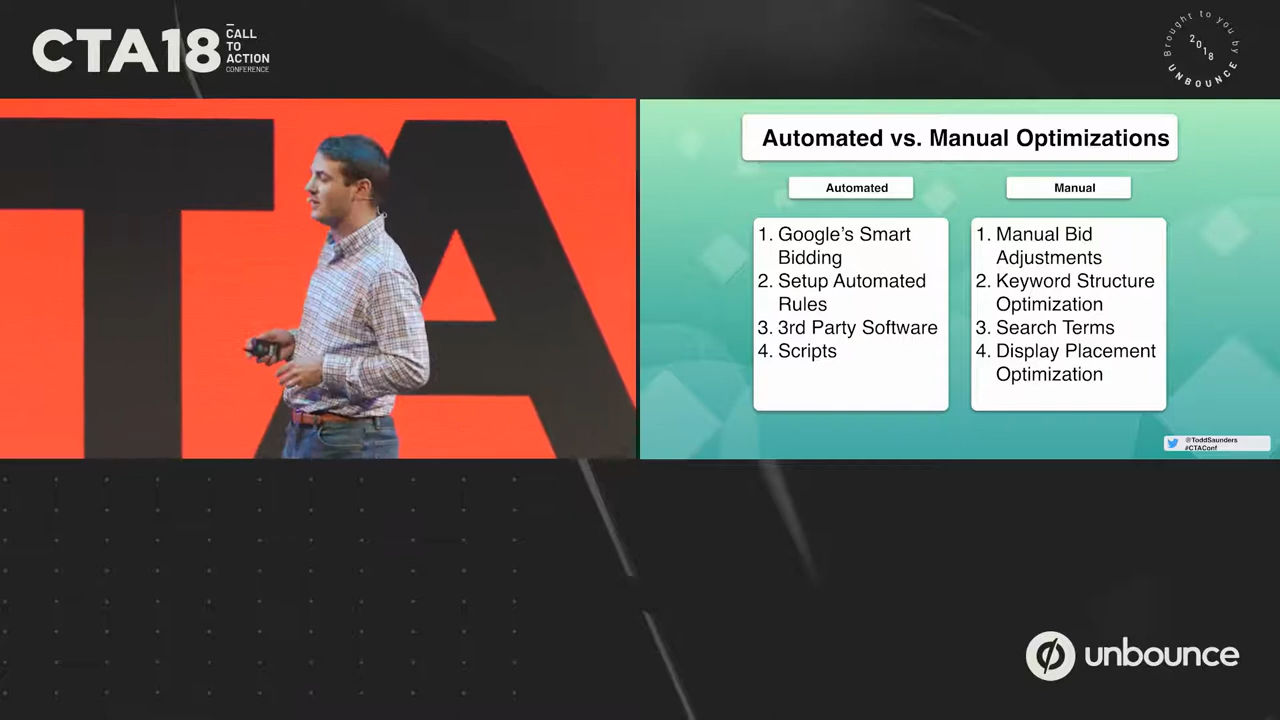 CTA18
CALL
TO
ACTION
CONFERENCE
Brought to you by
UNBOUNCE
2018
TA
Automated vs. Manual Optimizations
Automated
1. Google’s Smart
Bidding
2. Setup Automated
Rules
3. 3rd Party Software
4. Scripts
Manual
1. Manual Bid
Adjustments
2. Keyword Structure
Optimization
3. Search Terms
4. Display Placement
Optimization
@ToddSaunders
#CTAConf
unbounce